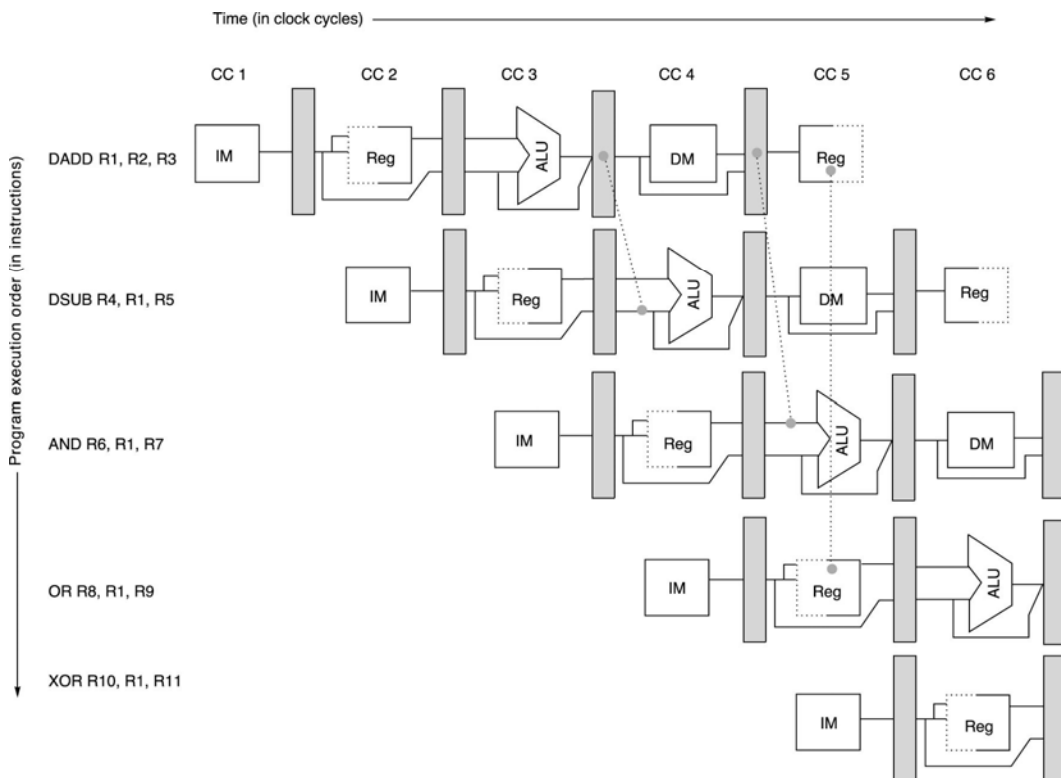 Time (in clock cycles)
CC 1 CC 2 CC 3 CC 4 CC 5 CC 6
Program execution order (in instructions)
DADD R1, R2, R3 IM Reg ALU DM Reg
DSUB R4, R1, R5 IM Reg ALU DM Reg
AND R6, R1, R7 IM Reg ALU DM
OR R8, R1, R9 IM Reg ALU
XOR R10, R1, R11 IM Reg